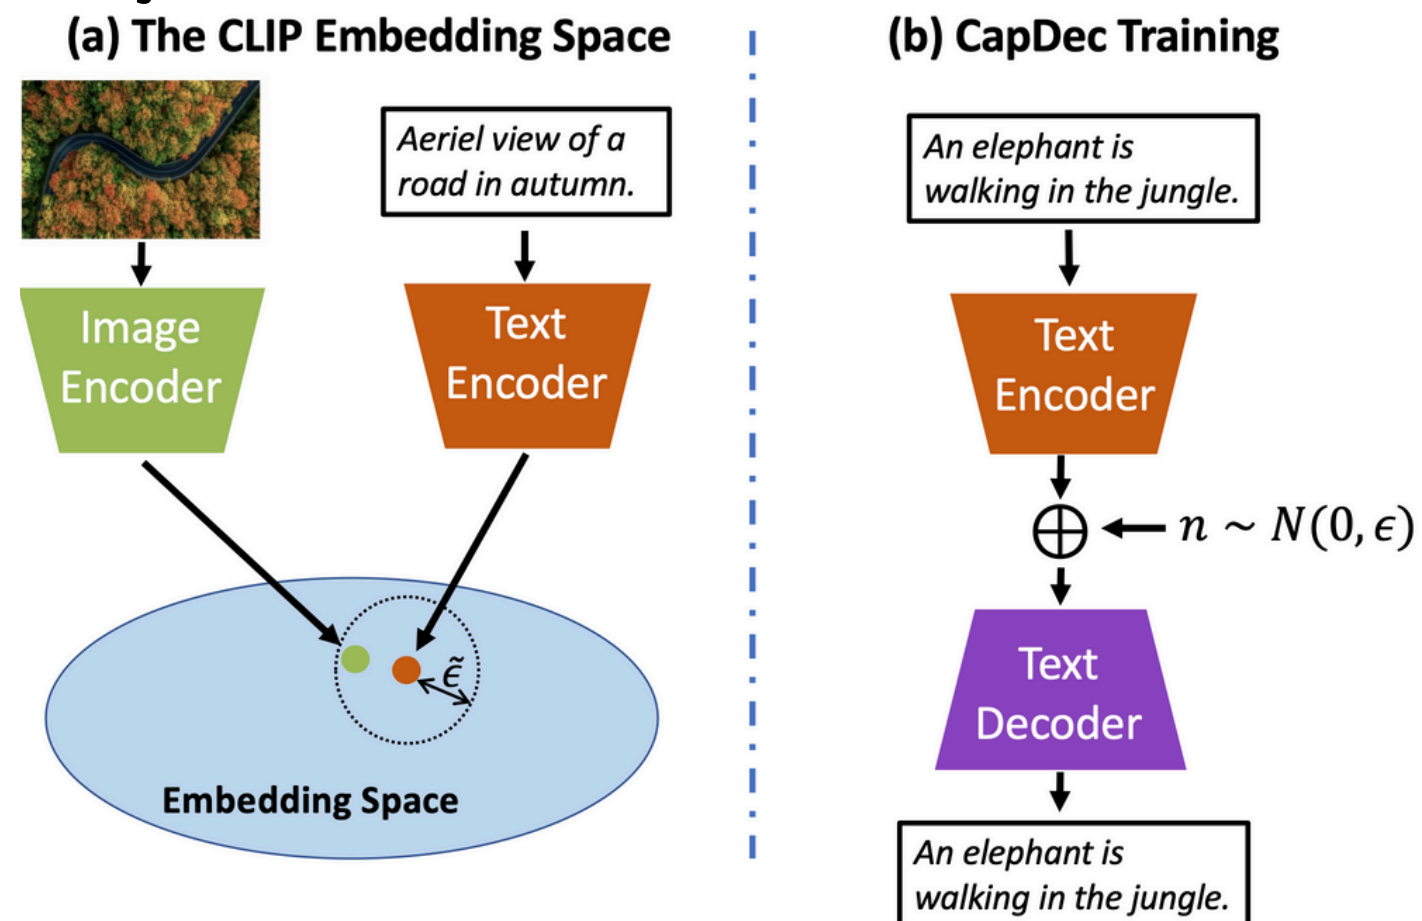 (a) The CLIP Embedding Space
Aeriel view of a
road in autumn.
Image
Encoder
Text
Encoder
ϵ̃
Embedding Space
(b) CapDec Training
An elephant is
walking in the jungle.
Text
Encoder
n ~ N(0, ϵ)
Text
Decoder
An elephant is
walking in the jungle.